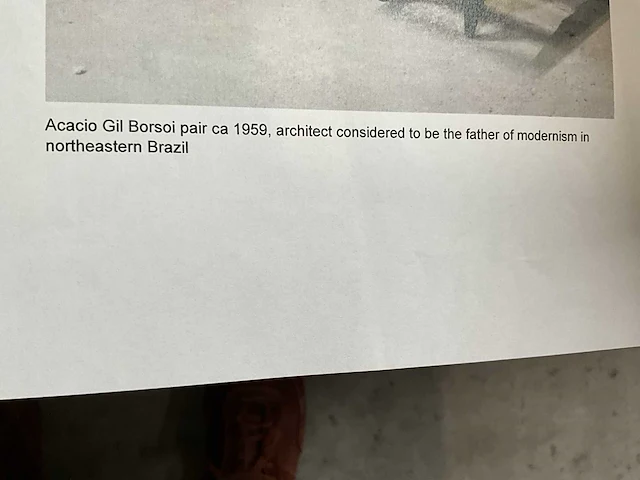 Acacio Gil Borsoi pair ca 1959, architect considered to be the father of modernism in
northeastern Brazil